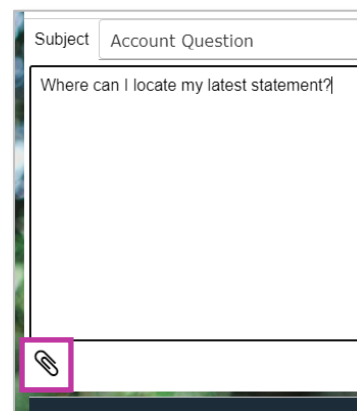 Subject Account Question
Where can I locate my latest statement?